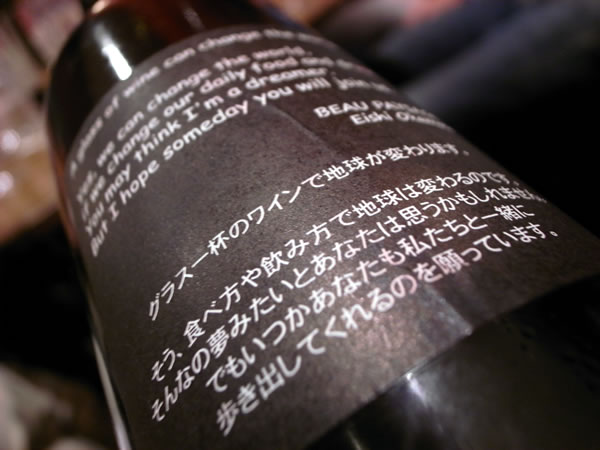 A glass of wine can change the
Yes, we can change the world.
If we change our daily food and
You may think I'm a dreamer
But I hope someday you will join
BEAU
Eishi
グラス一杯のワインで地球が変わります。
そう、食べ方や飲み方で地球は変わるのです。
そんなの夢みたいとあなたは思うかもしれません
でもいつかあなたも私たちと一緒に
歩き出してくれるのを願っています。